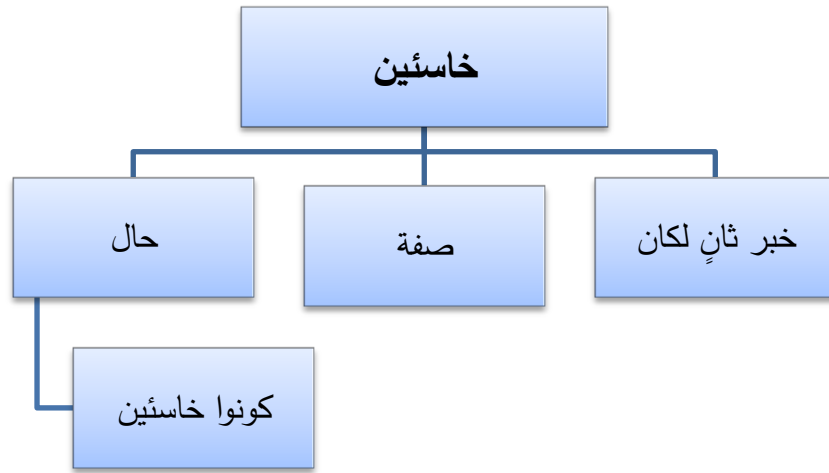 خاسئين
خبر ثانٍ لكان
صفة
حال
كونوا خاسئين